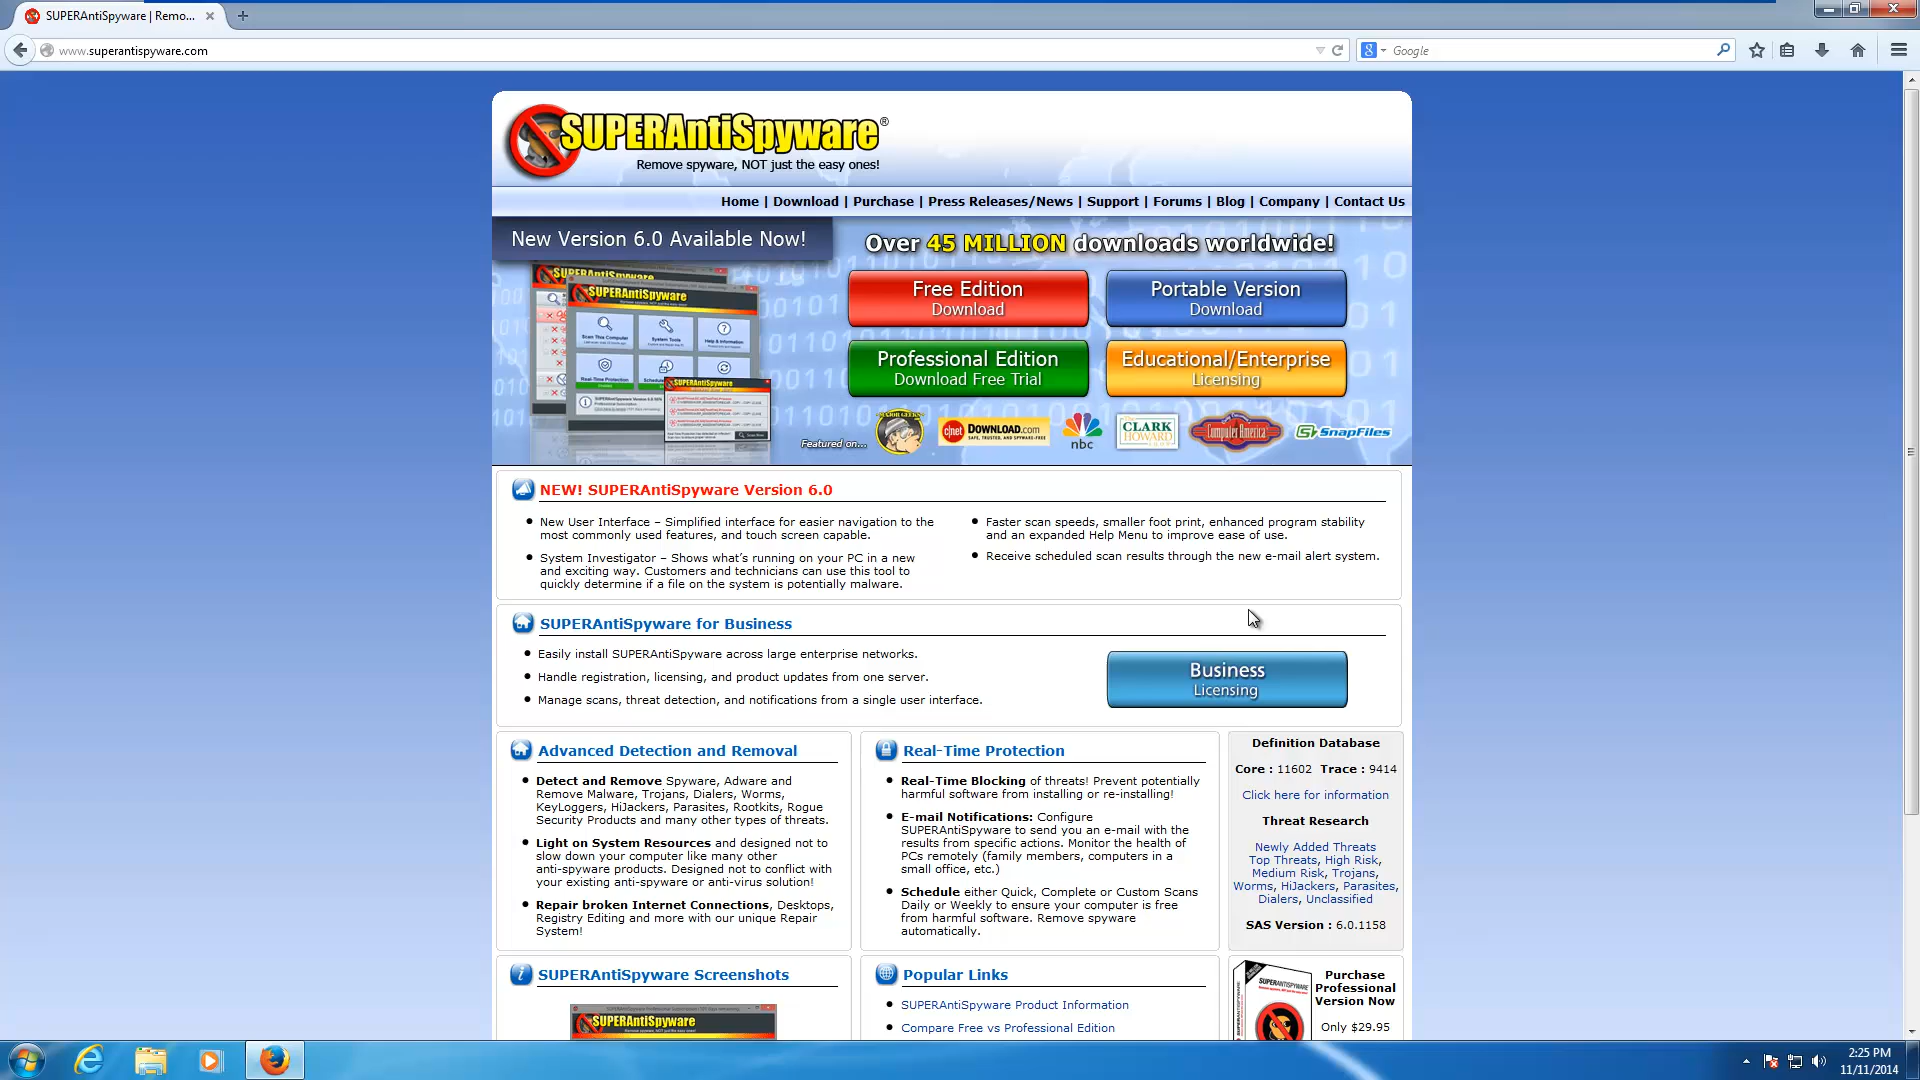 SUPERAntiSpyware | Remo...
www.superantispyware.com
Google
SUPERAntiSpyware®
Remove spyware, NOT just the easy ones!
Home | Download | Purchase | Press Releases/News | Support | Forums | Blog | Company | Contact Us
New Version 6.0 Available Now!
Over 45 MILLION downloads worldwide!
Free Edition
Download
Portable Version
Download
Professional Edition
Download Free Trial
Educational/Enterprise
Licensing
SUPERAntiSpyware
SUPERAntiSpyware
Scan This Computer
System Tools
Help & Information
Real-Time Protection
SUPERAntiSpyware
Featured on...
MAJOR GEEKS
c|net DOWNLOAD.com
SAFE, TRUSTED, AND SPYWARE-FREE
nbc
CLARK
HOWARD
Computer America
SnapFiles
NEW! SUPERAntiSpyware Version 6.0
New User Interface – Simplified interface for easier navigation to the
most commonly used features, and touch screen capable.
System Investigator – Shows what's running on your PC in a new
and exciting way. Customers and technicians can use this tool to
quickly determine if a file on the system is potentially malware.
Faster scan speeds, smaller foot print, enhanced program stability
and an expanded Help Menu to improve ease of use.
Receive scheduled scan results through the new e-mail alert system.
SUPERAntiSpyware for Business
Easily install SUPERAntiSpyware across large enterprise networks.
Handle registration, licensing, and product updates from one server.
Manage scans, threat detection, and notifications from a single user interface.
Business
Licensing
Advanced Detection and Removal
Detect and Remove Spyware, Adware and
Remove Malware, Trojans, Dialers, Worms,
KeyLoggers, HiJackers, Parasites, Rootkits, Rogue
Security Products and many other types of threats.
Light on System Resources and designed not to
slow down your computer like many other
anti-spyware products. Designed not to conflict with
your existing anti-spyware or anti-virus solution!
Repair broken Internet Connections, Desktops,
Registry Editing and more with our unique Repair
System!
Real-Time Protection
Real-Time Blocking of threats! Prevent potentially
harmful software from installing or re-installing!
E-mail Notifications: Configure
SUPERAntiSpyware to send you an e-mail with the
results from specific actions. Monitor the health of
PCs remotely (family members, computers in a
small office, etc.)
Schedule either Quick, Complete or Custom Scans
Daily or Weekly to ensure your computer is free
from harmful software. Remove spyware
automatically.
Definition Database
Core : 11602 Trace : 9414
Click here for information
Threat Research
Newly Added Threats
Top Threats, High Risk,
Medium Risk, Trojans,
Worms, HiJackers, Parasites,
Dialers, Unclassified
SAS Version : 6.0.1158
SUPERAntiSpyware Screenshots
SUPERAntiSpyware
Popular Links
SUPERAntiSpyware Product Information
Compare Free vs Professional Edition
SUPERANTISPYWARE
Purchase
Professional
Version Now
Only $29.95
2:25 PM
11/11/2014